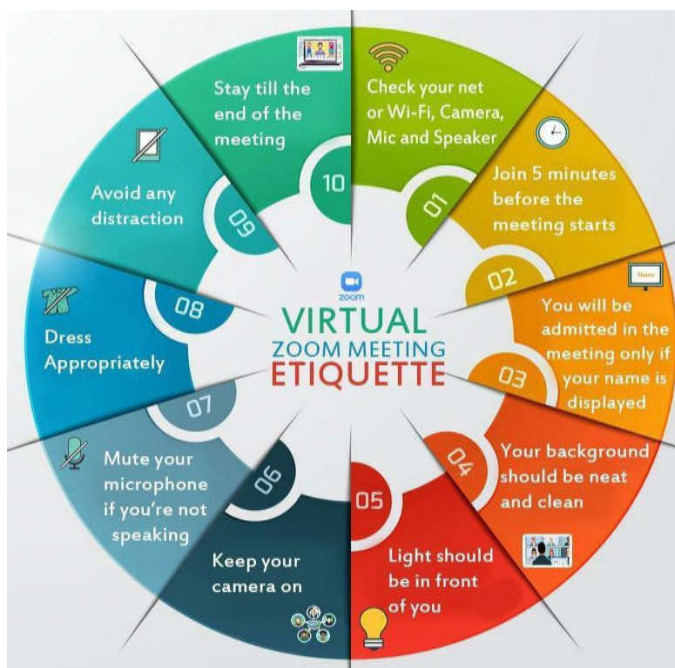 zoom
VIRTUAL
ZOOM MEETING
ETIQUETTE
01
Check your net
or Wi-Fi, Camera,
Mic and Speaker
02
Join 5 minutes
before the
meeting starts
03
Name
You will be
admitted in the
meeting only if
your name is
displayed
04
Your background
should be neat
and clean
05
Light should
be in front
of you
06
Keep your
camera on
07
Mute your
microphone
if you're not
speaking
08
Dress
Appropriately
09
Avoid any
distraction
10
Stay till the
end of the
meeting